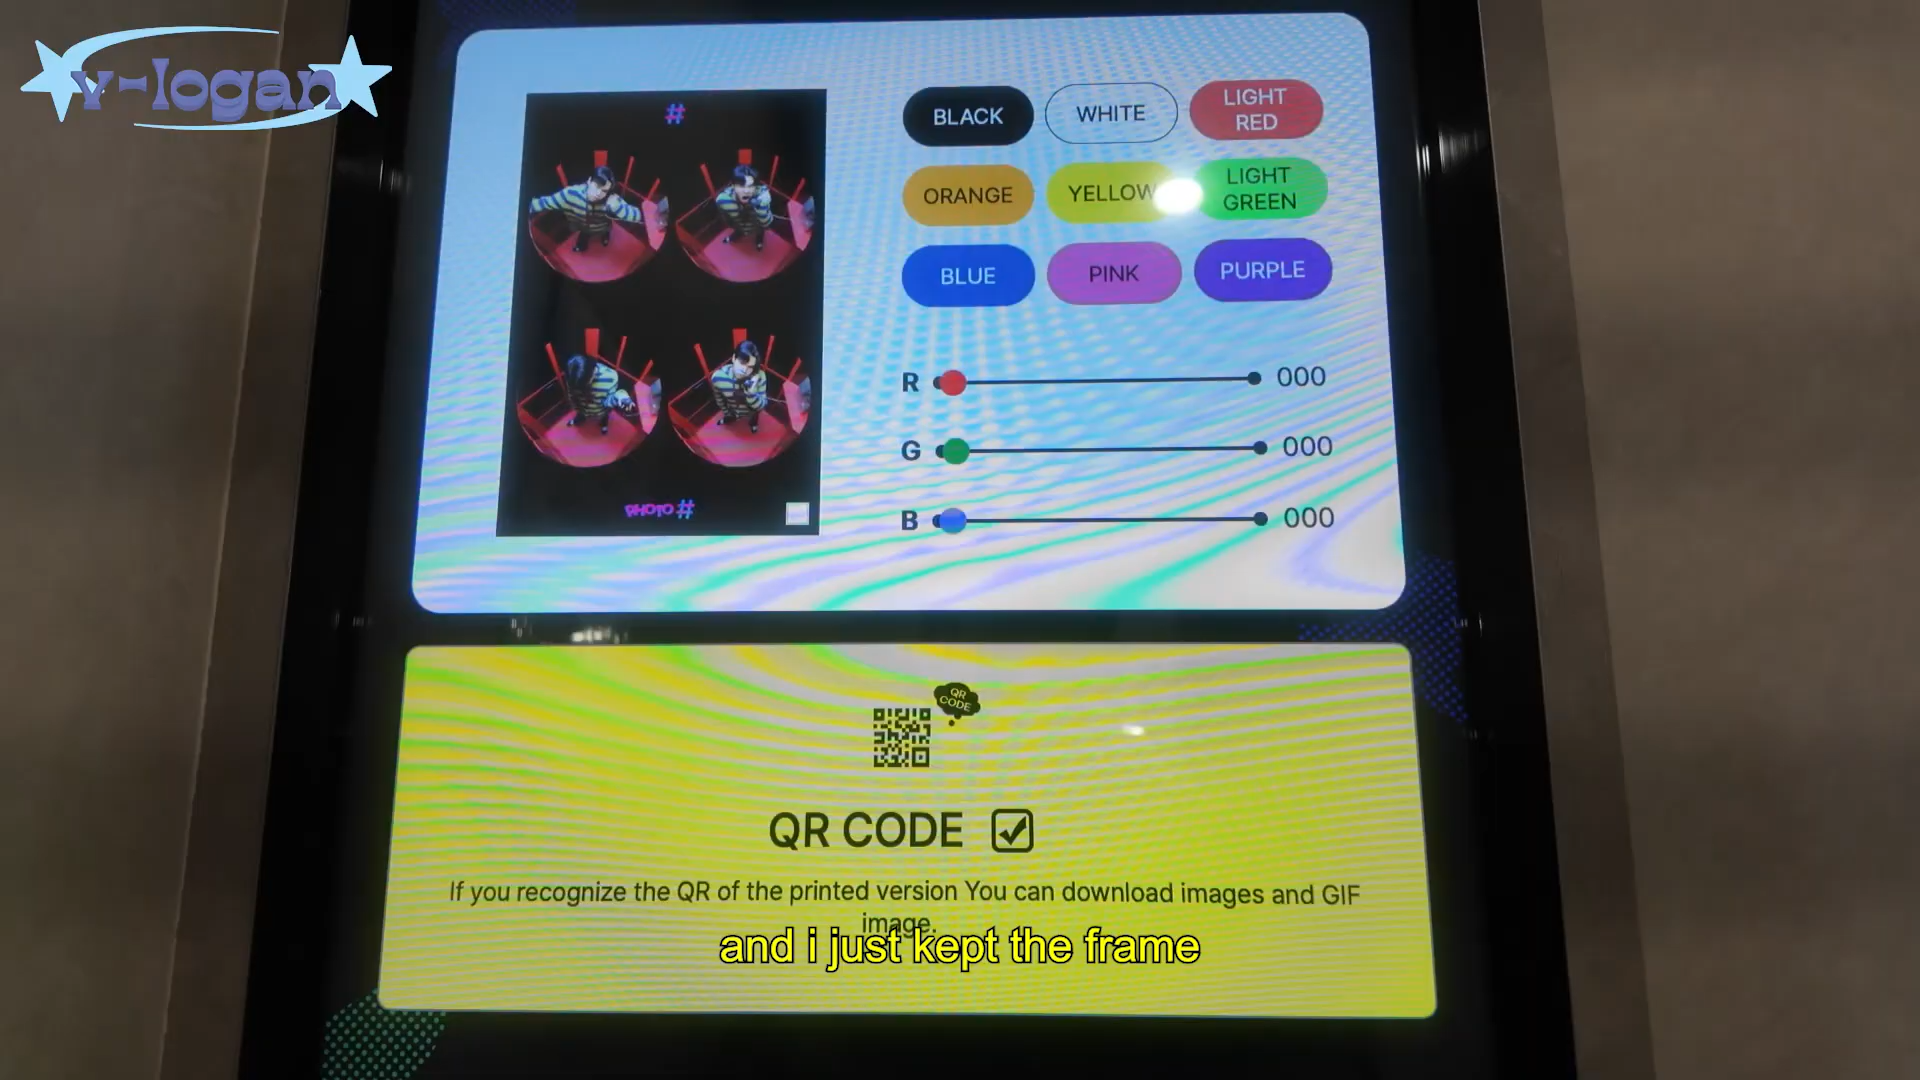 v-logan
#
BLACK
WHITE
LIGHT
RED
ORANGE
YELLOW
LIGHT
GREEN
BLUE
PINK
PURPLE
R 000
G 000
B 000
PHOTO#
QR
CODE
QR CODE
If you recognize the QR of the printed version You can download images and GIF
image.
and i just kept the frame